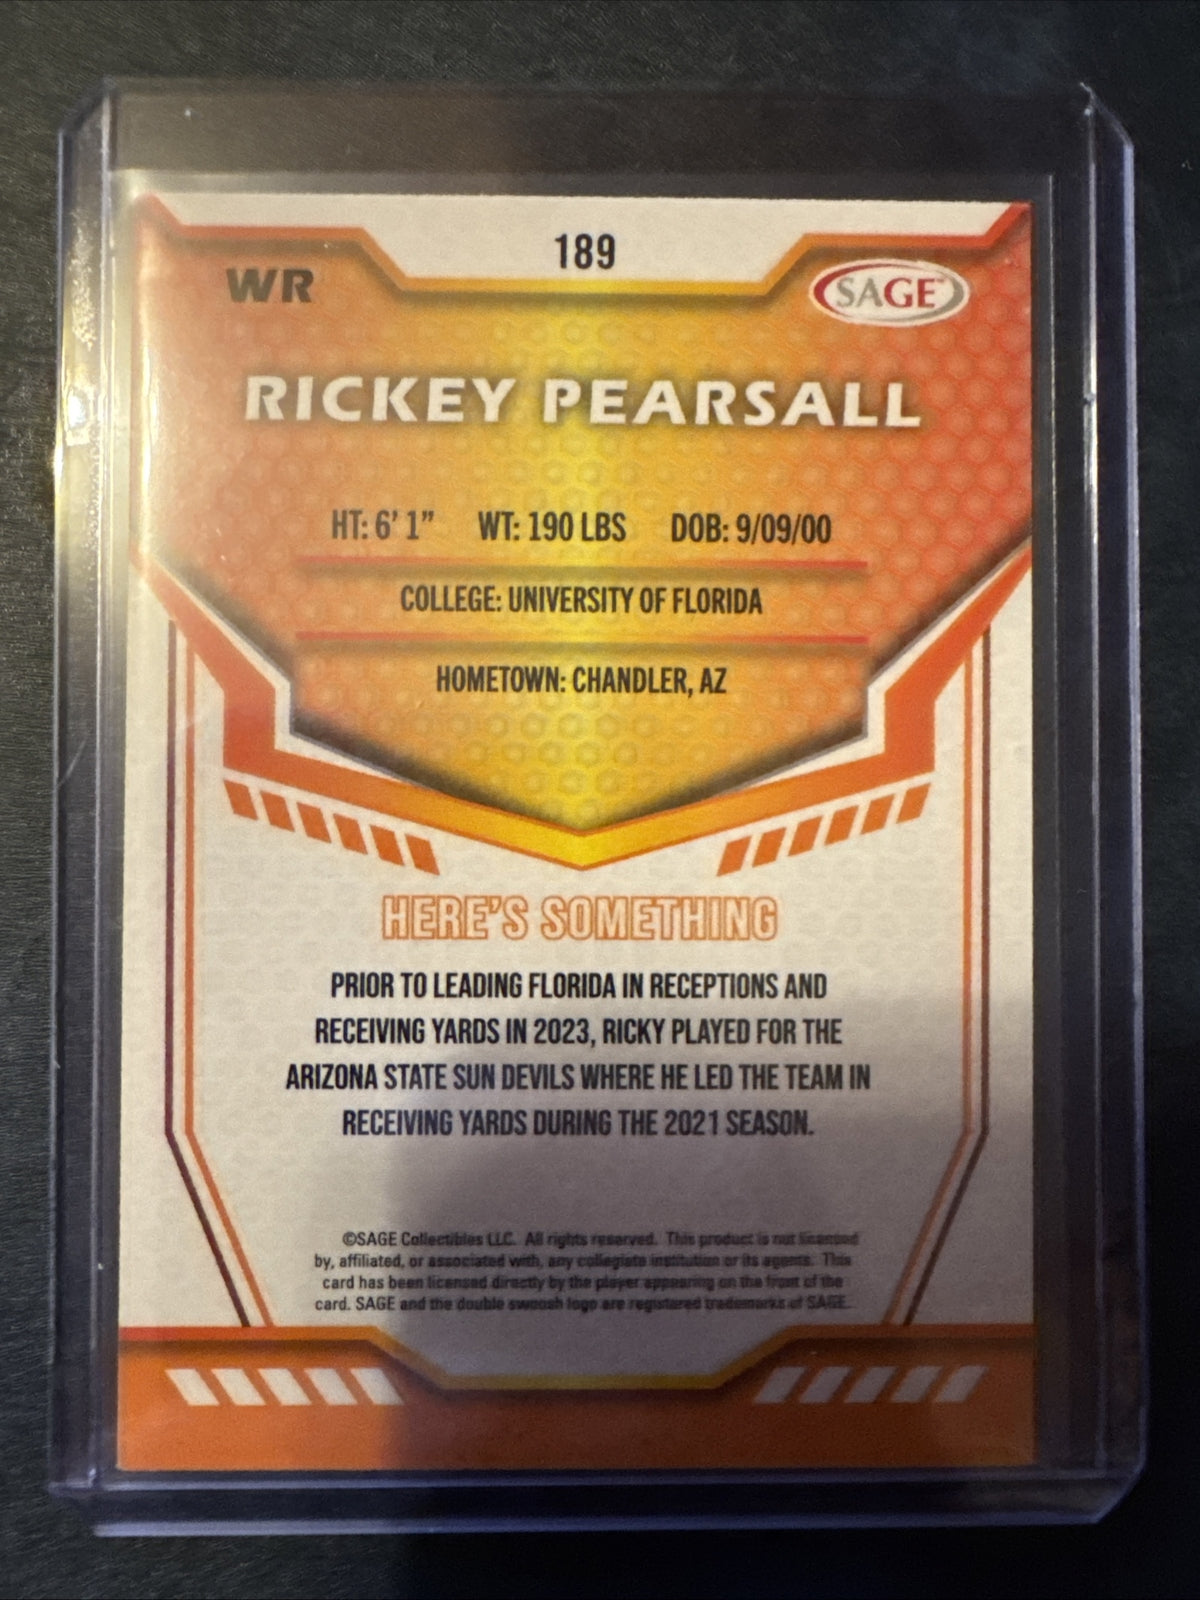 189
WR
SAGE™
RICKEY PEARSALL
HT: 6' 1" WT: 190 LBS DOB: 9/09/00
COLLEGE: UNIVERSITY OF FLORIDA
HOMETOWN: CHANDLER, AZ
HERE'S SOMETHING
PRIOR TO LEADING FLORIDA IN RECEPTIONS AND
RECEIVING YARDS IN 2023, RICKY PLAYED FOR THE
ARIZONA STATE SUN DEVILS WHERE HE LED THE TEAM IN
RECEIVING YARDS DURING THE 2021 SEASON.
©SAGE Collectibles LLC. All rights reserved. This product is not licensed
by, affiliated, or associated with, any collegiate institution or its agents. This
card has been licensed directly by the player appearing on the front of the
card. SAGE and the double swoosh logo are registered trademarks of SAGE.